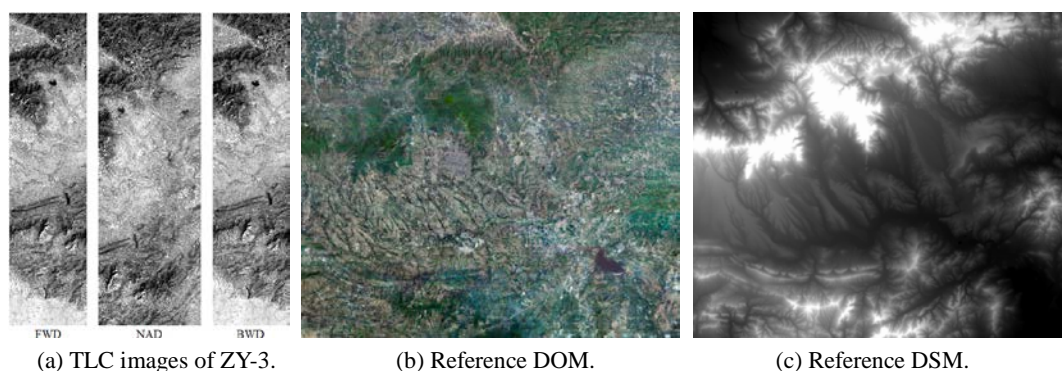 FWD NAD BWD
(a) TLC images of ZY-3. (b) Reference DOM. (c) Reference DSM.